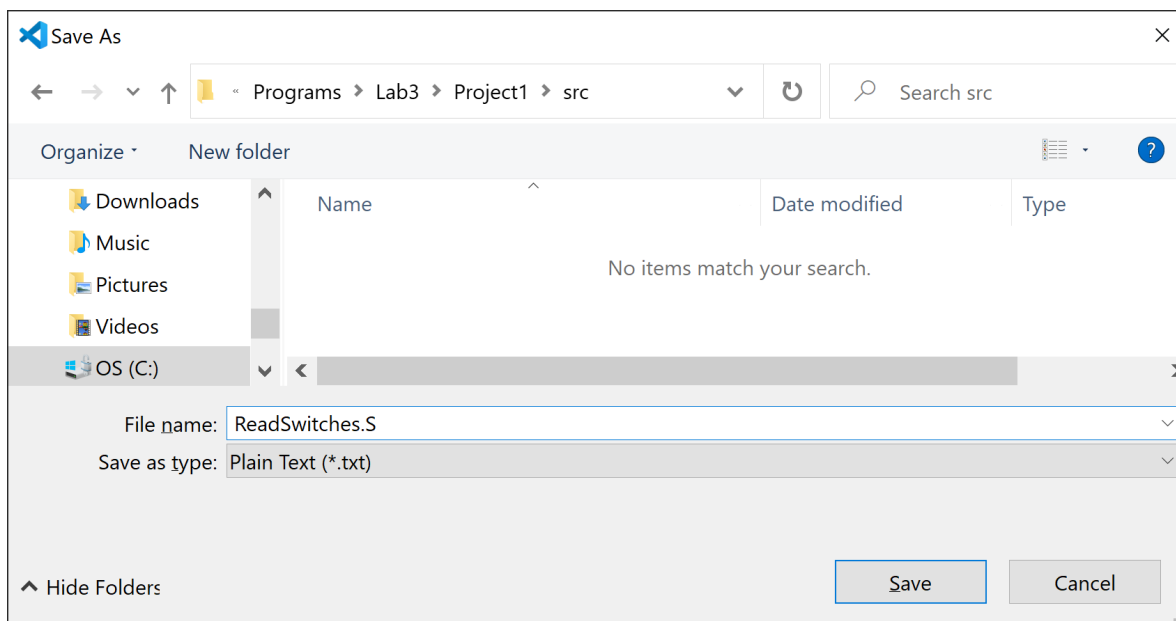 Save As
« Programs > Lab3 > Project1 > src
Search src
Organize
New folder
?
Downloads
Music
Pictures
Videos
OS (C:)
Name
Date modified
Type
No items match your search.
File name: ReadSwitches.S
Save as type: Plain Text (*.txt)
Hide Folders
Save
Cancel